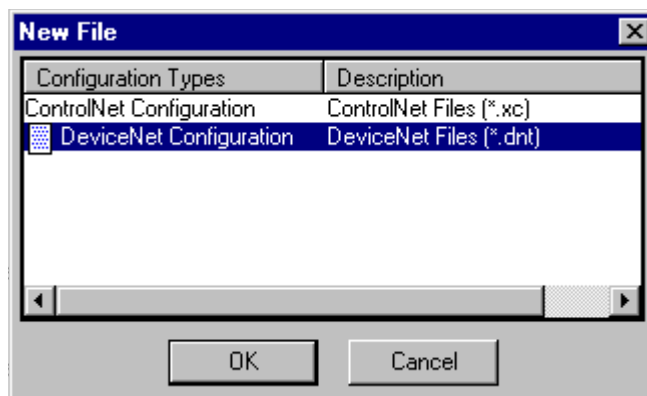 New File
Configuration Types Description
ControlNet Configuration ControlNet Files (*.xc)
DeviceNet Configuration DeviceNet Files (*.dnt)
OK Cancel